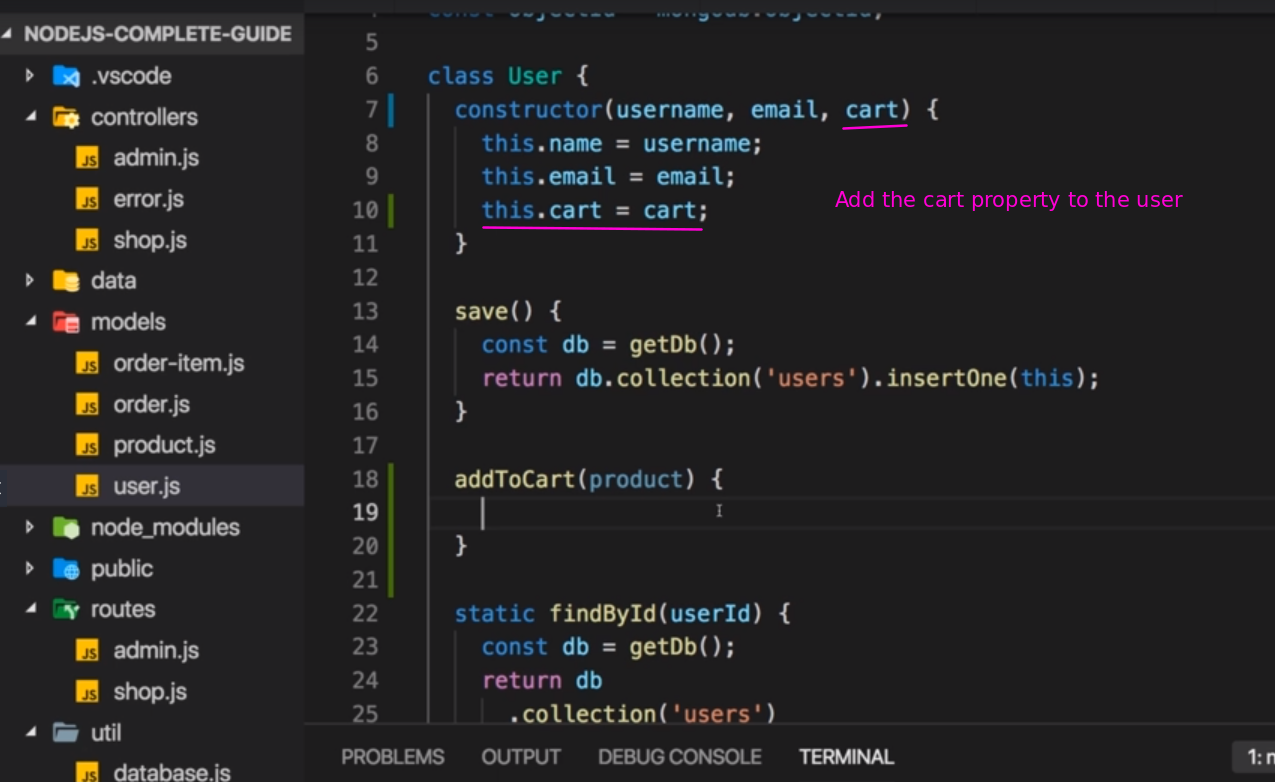 NODEJS-COMPLETE-GUIDE
.vscode
controllers
admin.js
error.js
shop.js
data
models
order-item.js
order.js
product.js
user.js
node_modules
public
routes
admin.js
shop.js
util
database.js
5
6 class User {
7 constructor(username, email, cart) {
8 this.name = username;
9 this.email = email;
10 this.cart = cart;
11 }
12
13 save() {
14 const db = getDb();
15 return db.collection('users').insertOne(this);
16 }
17
18 addToCart(product) {
19
20 }
21
22 static findById(userId) {
23 const db = getDb();
24 return db
25 .collection('users')
Add the cart property to the user
PROBLEMS OUTPUT DEBUG CONSOLE TERMINAL